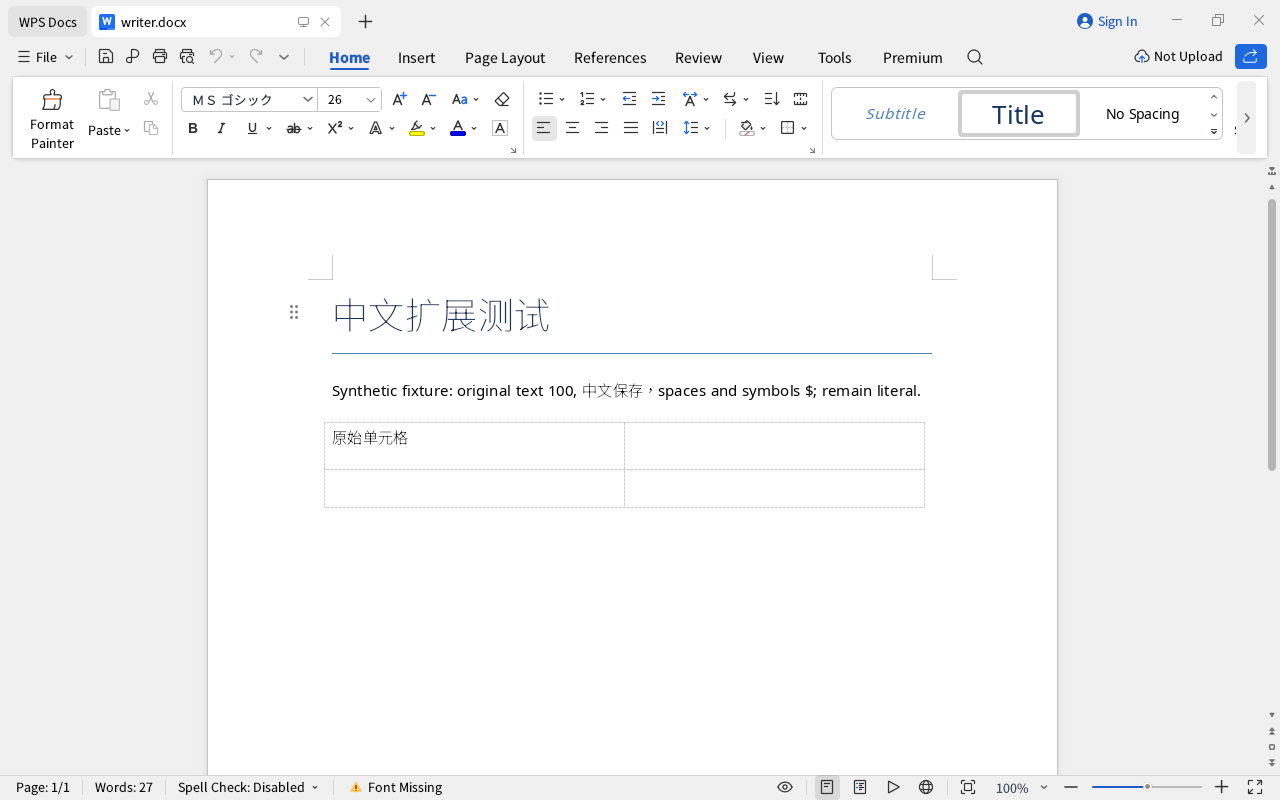 WPS Docs
writer.docx
Sign In
File
Home
Insert
Page Layout
References
Review
View
Tools
Premium
Not Upload
Format
Painter
Paste
ＭＳ ゴシック
26
Subtitle
Title
No Spacing
中文扩展测试
Synthetic fixture: original text 100, 中文保存，spaces and symbols $; remain literal.
原始单元格
Page: 1/1
Words: 27
Spell Check: Disabled
Font Missing
100%